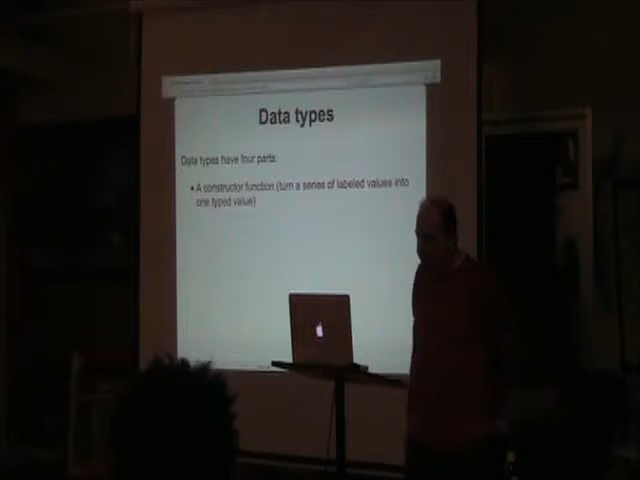 Data types
Data types have four parts:
• A constructor function (turn a series of labeled values into
one typed value)